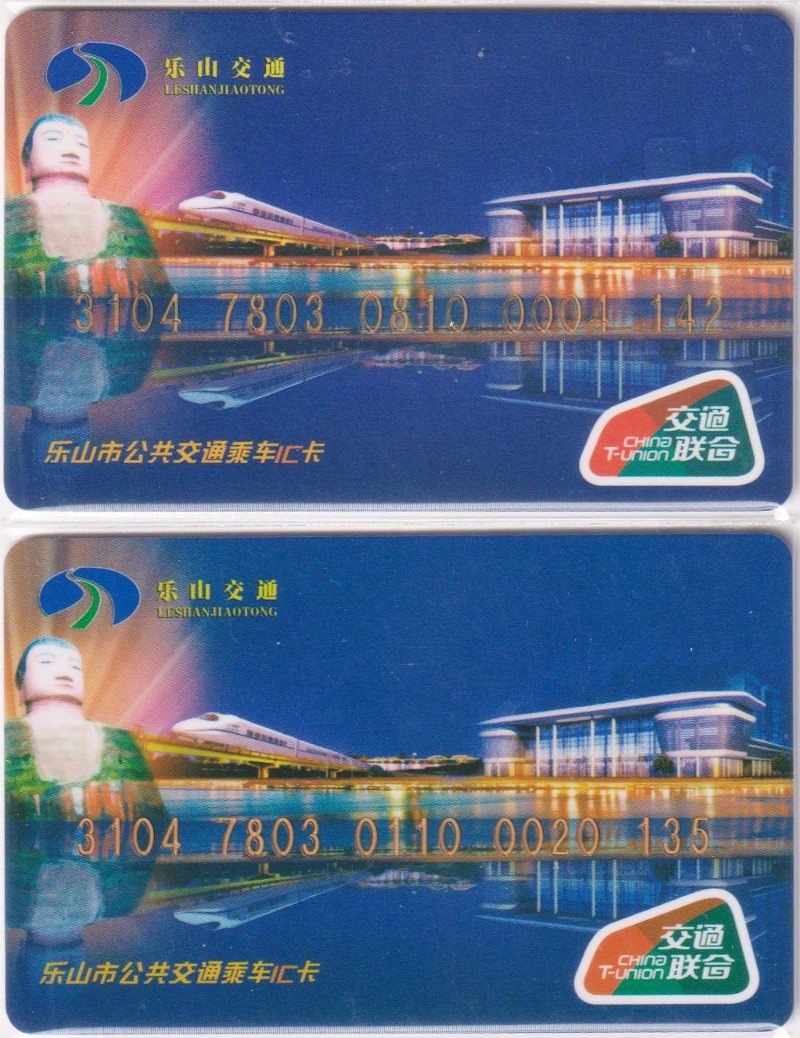 乐山交通
LESHANJIAOTONG
3104 7803 0810 0004 142
乐山市公共交通乘车IC卡
交通
CHINA 联合
T-UNION
乐山交通
LESHANJIAOTONG
3104 7803 0110 0020 135
乐山市公共交通乘车IC卡
交通
CHINA 联合
T-UNION